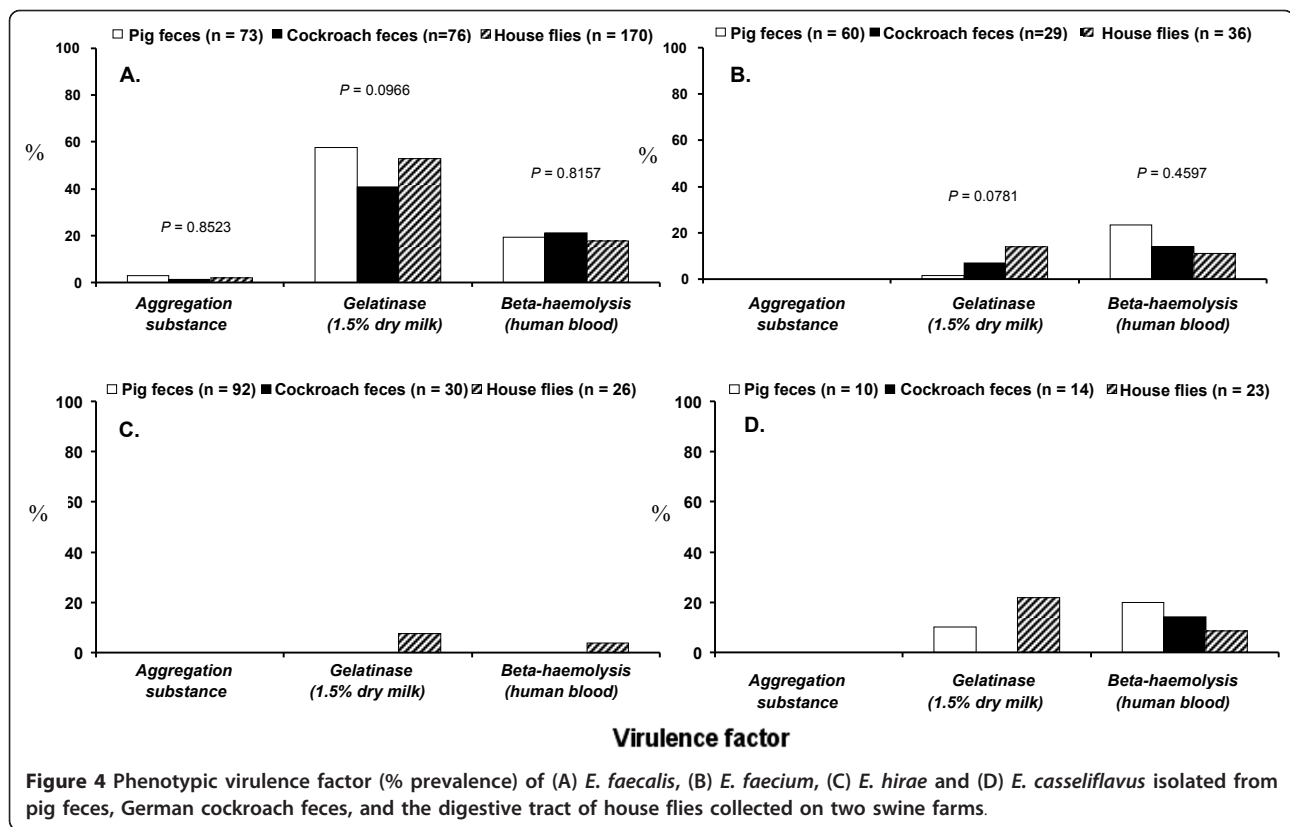 □ Pig feces (n = 73) ■ Cockroach feces (n=76) ▨ House flies (n = 170)
A.
100
80
60
40
20
0
%
P = 0.8523
P = 0.0966
P = 0.8157
Aggregation substance
Gelatinase (1.5% dry milk)
Beta-haemolysis (human blood)
□ Pig feces (n = 60) ■ Cockroach feces (n=29) ▨ House flies (n = 36)
B.
100
80
60
40
20
0
%
P = 0.0781
P = 0.4597
Aggregation substance
Gelatinase (1.5% dry milk)
Beta-haemolysis (human blood)
□ Pig feces (n = 92) ■ Cockroach feces (n = 30) ▨ House flies (n = 26)
C.
100
80
60
40
20
0
%
Aggregation substance
Gelatinase (1.5% dry milk)
Beta-haemolysis (human blood)
□ Pig feces (n = 10) ■ Cockroach feces (n = 14) ▨ House flies (n = 23)
D.
100
80
60
40
20
0
%
Aggregation substance
Gelatinase (1.5% dry milk)
Beta-haemolysis (human blood)
Virulence factor
Figure 4 Phenotypic virulence factor (% prevalence) of (A) E. faecalis, (B) E. faecium, (C) E. hirae and (D) E. casseliflavus isolated from
pig feces, German cockroach feces, and the digestive tract of house flies collected on two swine farms.